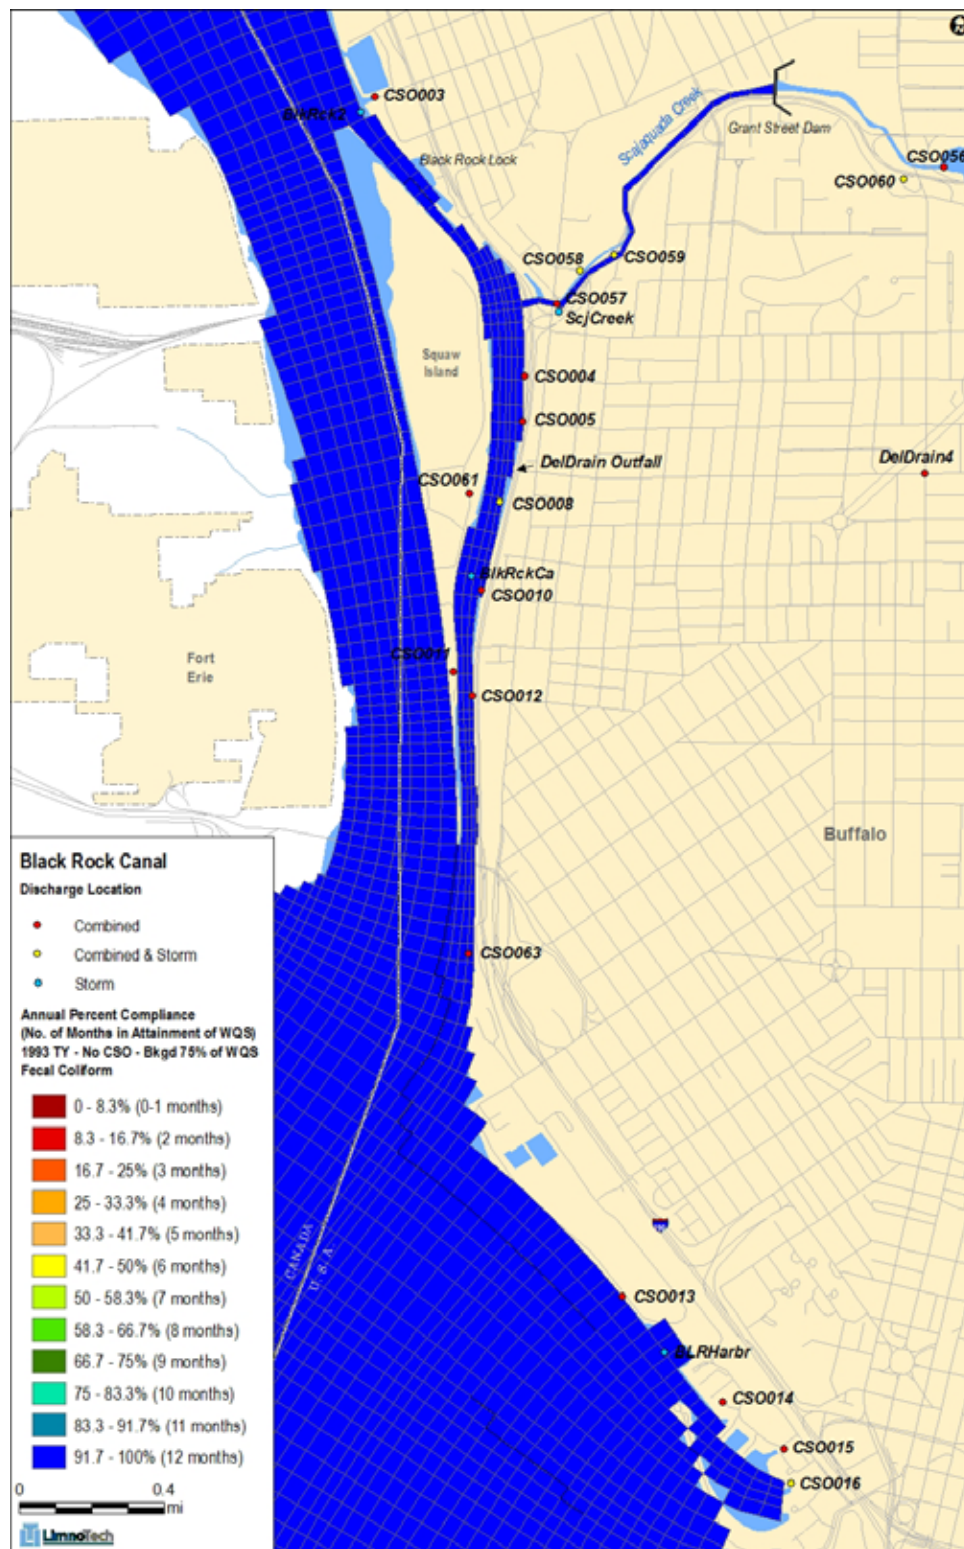 CSO003
BlkRck2
Scajaquada Creek
Grant Street Dam
Black Rock Lock
CSO056
CSO060
CSO058
CSO059
CSO057
ScjCreek
Squaw
Island
CSO004
CSO005
DelDrain Outfall
DelDrain4
CSO061
CSO008
BlkRckCa
CSO010
Fort
Erie
CSO011
CSO012
Buffalo
CSO063
CANADA
U. S. A
CSO013
BLRHarbr
CSO014
CSO015
CSO016
Black Rock Canal
Discharge Location
Combined
Combined & Storm
Storm
Annual Percent Compliance
(No. of Months in Attainment of WQS)
1993 TY - No CSO - Bkgd 75% of WQS
Fecal Coliform
0 - 8.3% (0-1 months)
8.3 - 16.7% (2 months)
16.7 - 25% (3 months)
25 - 33.3% (4 months)
33.3 - 41.7% (5 months)
41.7 - 50% (6 months)
50 - 58.3% (7 months)
58.3 - 66.7% (8 months)
66.7 - 75% (9 months)
75 - 83.3% (10 months)
83.3 - 91.7% (11 months)
91.7 - 100% (12 months)
0 0.4
mi
LimnoTech